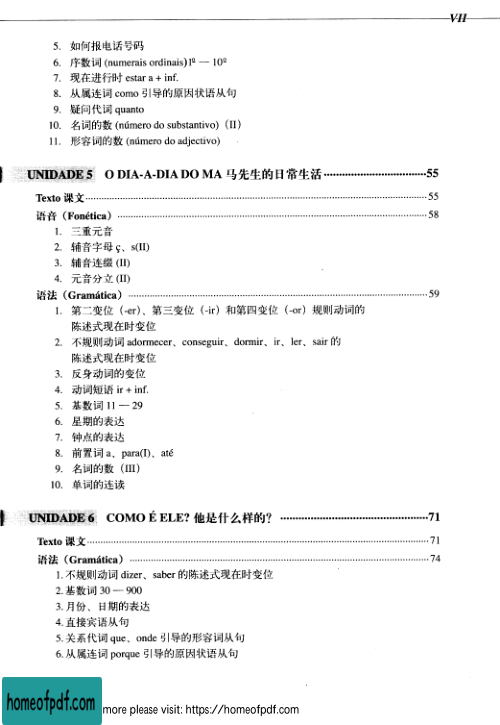 VII
5. 如何报电话号码
6. 序数词 (numerais ordinais) 1º — 10º
7. 现在进行时 estar a + inf.
8. 从属连词 como 引导的原因状语从句
9. 疑问代词 quanto
10. 名词的数 (número do substantivo)（II）
11. 形容词的数 (número do adjectivo)
UNIDADE 5 O DIA-A-DIA DO MA 马先生的日常生活 ·································55
Texto 课文 ·································55
语音（Fonética） ·································58
1. 三重元音
2. 辅音字母 ç、s(II)
3. 辅音连缀 (II)
4. 元音分立 (II)
语法（Gramática） ·································59
1. 第二变位（-er）、第三变位（-ir）和第四变位（-or）规则动词的
陈述式现在时变位
2. 不规则动词 adormecer、conseguir、dormir、ir、ler、sair 的
陈述式现在时变位
3. 反身动词的变位
4. 动词短语 ir + inf.
5. 基数词 11 — 29
6. 星期的表达
7. 钟点的表达
8. 前置词 a、para(I)、até
9. 名词的数（III）
10. 单词的连读
UNIDADE 6 COMO É ELE? 他是什么样的? ·································71
Texto 课文 ·································71
语法（Gramática） ·································74
1. 不规则动词 dizer、saber 的陈述式现在时变位
2. 基数词 30 — 900
3. 月份、日期的表达
4. 直接宾语从句
5. 关系代词 que、onde 引导的形容词从句
6. 从属连词 porque 引导的原因状语从句
homeofpdf.com more please visit: https://homeofpdf.com